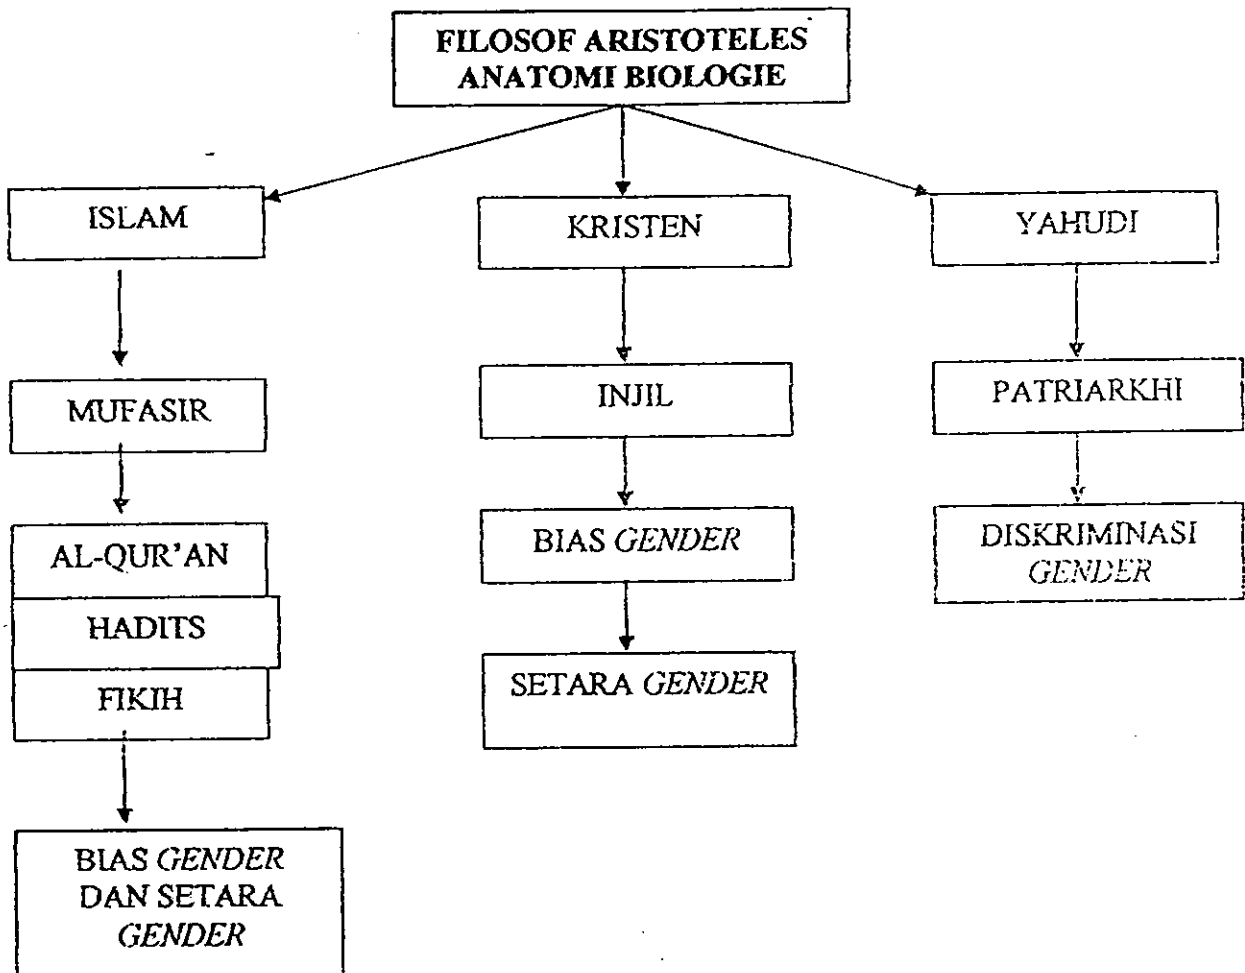 FILOSOF ARISTOTELES
ANATOMI BIOLOGIE
ISLAM
KRISTEN
YAHUDI
MUFASIR
INJIL
PATRIARKHI
AL-QUR'AN
HADITS
FIKIH
BIAS GENDER
DISKRIMINASI
GENDER
SETARA GENDER
BIAS GENDER
DAN SETARA
GENDER